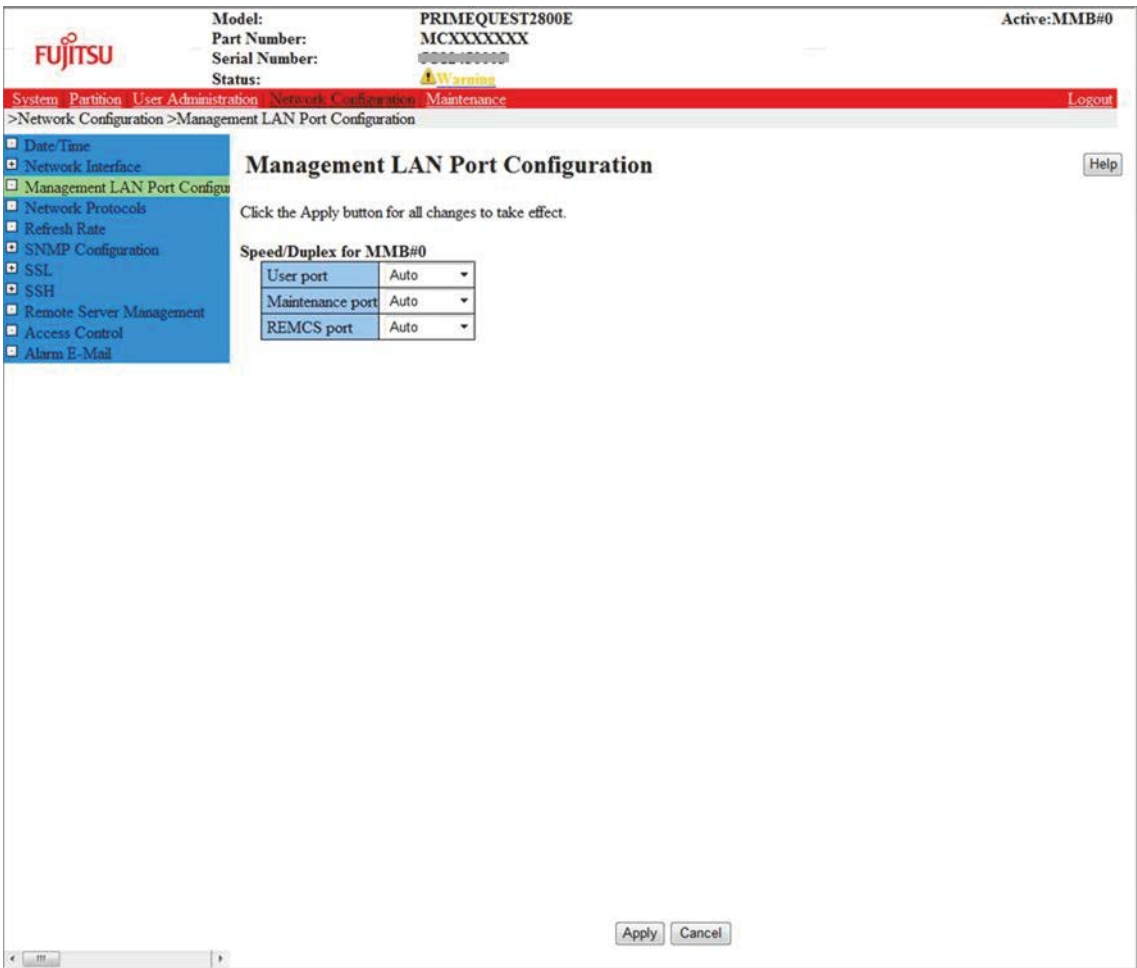 FUJITSU
Model: PRIMEQUEST2800E
Part Number: MCXXXXXXX
Serial Number:
Status: Warning
Active:MMB#0
System Partition User Administration Network Configuration Maintenance Logout
>Network Configuration >Management LAN Port Configuration
Date/Time
Network Interface
Management LAN Port Configu
Network Protocols
Refresh Rate
SNMP Configuration
SSL
SSH
Remote Server Management
Access Control
Alarm E-Mail
Management LAN Port Configuration
Help
Click the Apply button for all changes to take effect.
Speed/Duplex for MMB#0
User port Auto
Maintenance port Auto
REMCS port Auto
Apply Cancel